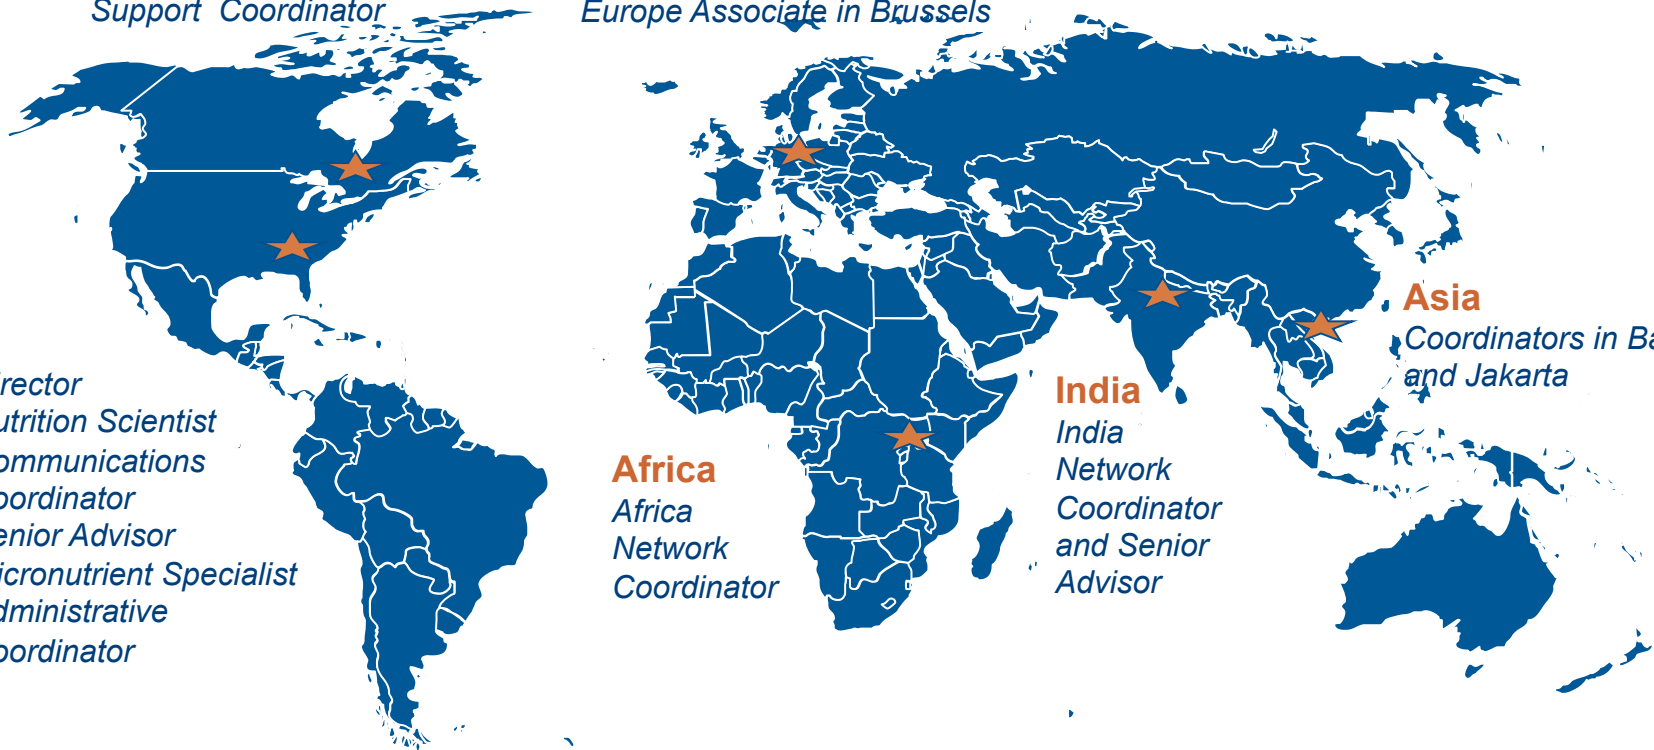 Support Coordinator
Europe Associate in Brussels
rector
utrition Scientist
ommunications
oordinator
enior Advisor
icronutrient Specialist
dministrative
oordinator
Africa
Africa
Network
Coordinator
India
India
Network
Coordinator
and Senior
Advisor
Asia
Coordinators in Ba
and Jakarta